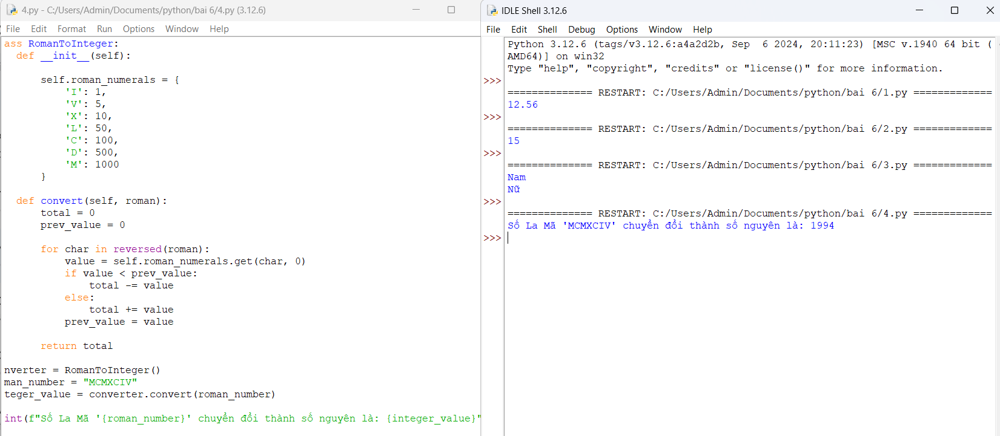 4.py - C:/Users/Admin/Documents/python/bai 6/4.py (3.12.6)
File Edit Format Run Options Window Help
ass RomanToInteger:
  def __init__(self):

      self.roman_numerals = {
          'I': 1,
          'V': 5,
          'X': 10,
          'L': 50,
          'C': 100,
          'D': 500,
          'M': 1000
      }

  def convert(self, roman):
      total = 0
      prev_value = 0

      for char in reversed(roman):
          value = self.roman_numerals.get(char, 0)
          if value < prev_value:
              total -= value
          else:
              total += value
          prev_value = value

      return total

nverter = RomanToInteger()
man_number = "MCMXCIV"
teger_value = converter.convert(roman_number)

int(f"Số La Mã '{roman_number}' chuyển đổi thành số nguyên là: {integer_value}"
IDLE Shell 3.12.6
File Edit Shell Debug Options Window Help
Python 3.12.6 (tags/v3.12.6:a4a2d2b, Sep  6 2024, 20:11:23) [MSC v.1940 64 bit (
AMD64)] on win32
Type "help", "copyright", "credits" or "license()" for more information.
>>>
============== RESTART: C:/Users/Admin/Documents/python/bai 6/1.py =============
12.56
>>>
============== RESTART: C:/Users/Admin/Documents/python/bai 6/2.py =============
15
>>>
============== RESTART: C:/Users/Admin/Documents/python/bai 6/3.py =============
Nam
Nữ
>>>
============== RESTART: C:/Users/Admin/Documents/python/bai 6/4.py =============
Số La Mã 'MCMXCIV' chuyển đổi thành số nguyên là: 1994
>>>